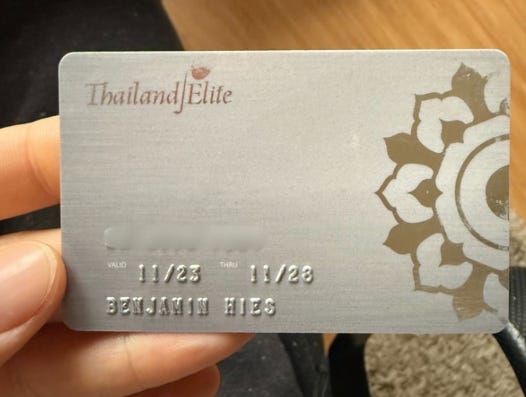 Thailand Elite
VALID 11/23 THRU 11/28
BENJAMIN HIES